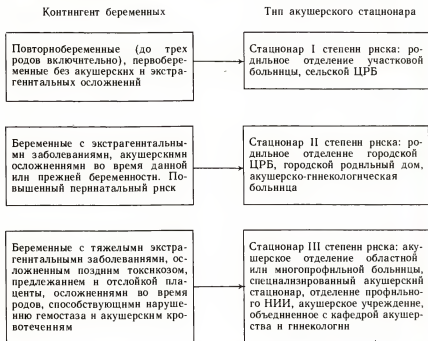 Контингент беременных
Тип акушерского стационара
Повторнобеременные (до трех
родов включительно), первобере-
менные без акушерских и экстра-
генитальных осложнений
Стационар I степени риска: ро-
дильное отделение участковой
больницы, сельской ЦРБ
Беременные с экстрагенитальны-
ми заболеваниями, акушерскими
осложнениями во время данной
или прежней беременности. По-
вышенный перинатальный риск
Стационар II степени риска: ро-
дильное отделение городской
ЦРБ, городской родильный дом,
акушерско-гинекологическая
больница
Беременные с тяжелыми экстра-
генитальными заболеваниями, ос-
ложненным поздним токсикозом,
предлежанием и отслойкой пла-
центы, осложнениями во время
родов, способствующими наруше-
нию гемостаза и акушерским кро-
вотечениям
Стационар III степени риска: аку-
шерское отделение областной
или многопрофильной больницы,
специализированный акушерский
стационар, отделение профильно-
го НИИ, акушерское учреждение,
объединенное с кафедрой акушер-
ства и гинекологии